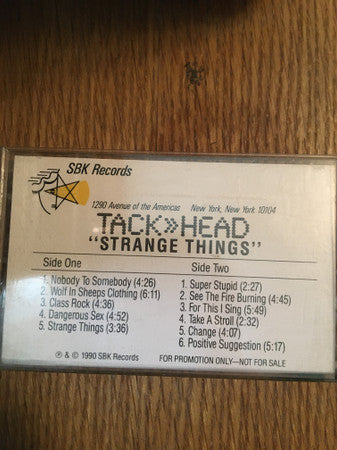 SBK Records
1290 Avenue of the Americas New York, New York 10104
TACK»HEAD
"STRANGE THINGS"
Side One
1. Nobody To Somebody (4:26)
2. Wolf In Sheeps Clothing (6:11)
3. Class Rock (4:36)
4. Dangerous Sex (4:52)
5. Strange Things (3:36)
Side Two
1. Super Stupid (2:27)
2. See The Fire Burning (4:45)
3. For This I Sing (5:49)
4. Take A Stroll (2:32)
5. Change (4:07)
6. Positive Suggestion (5:17)
℗ & © 1990 SBK Records
FOR PROMOTION ONLY—NOT FOR SALE